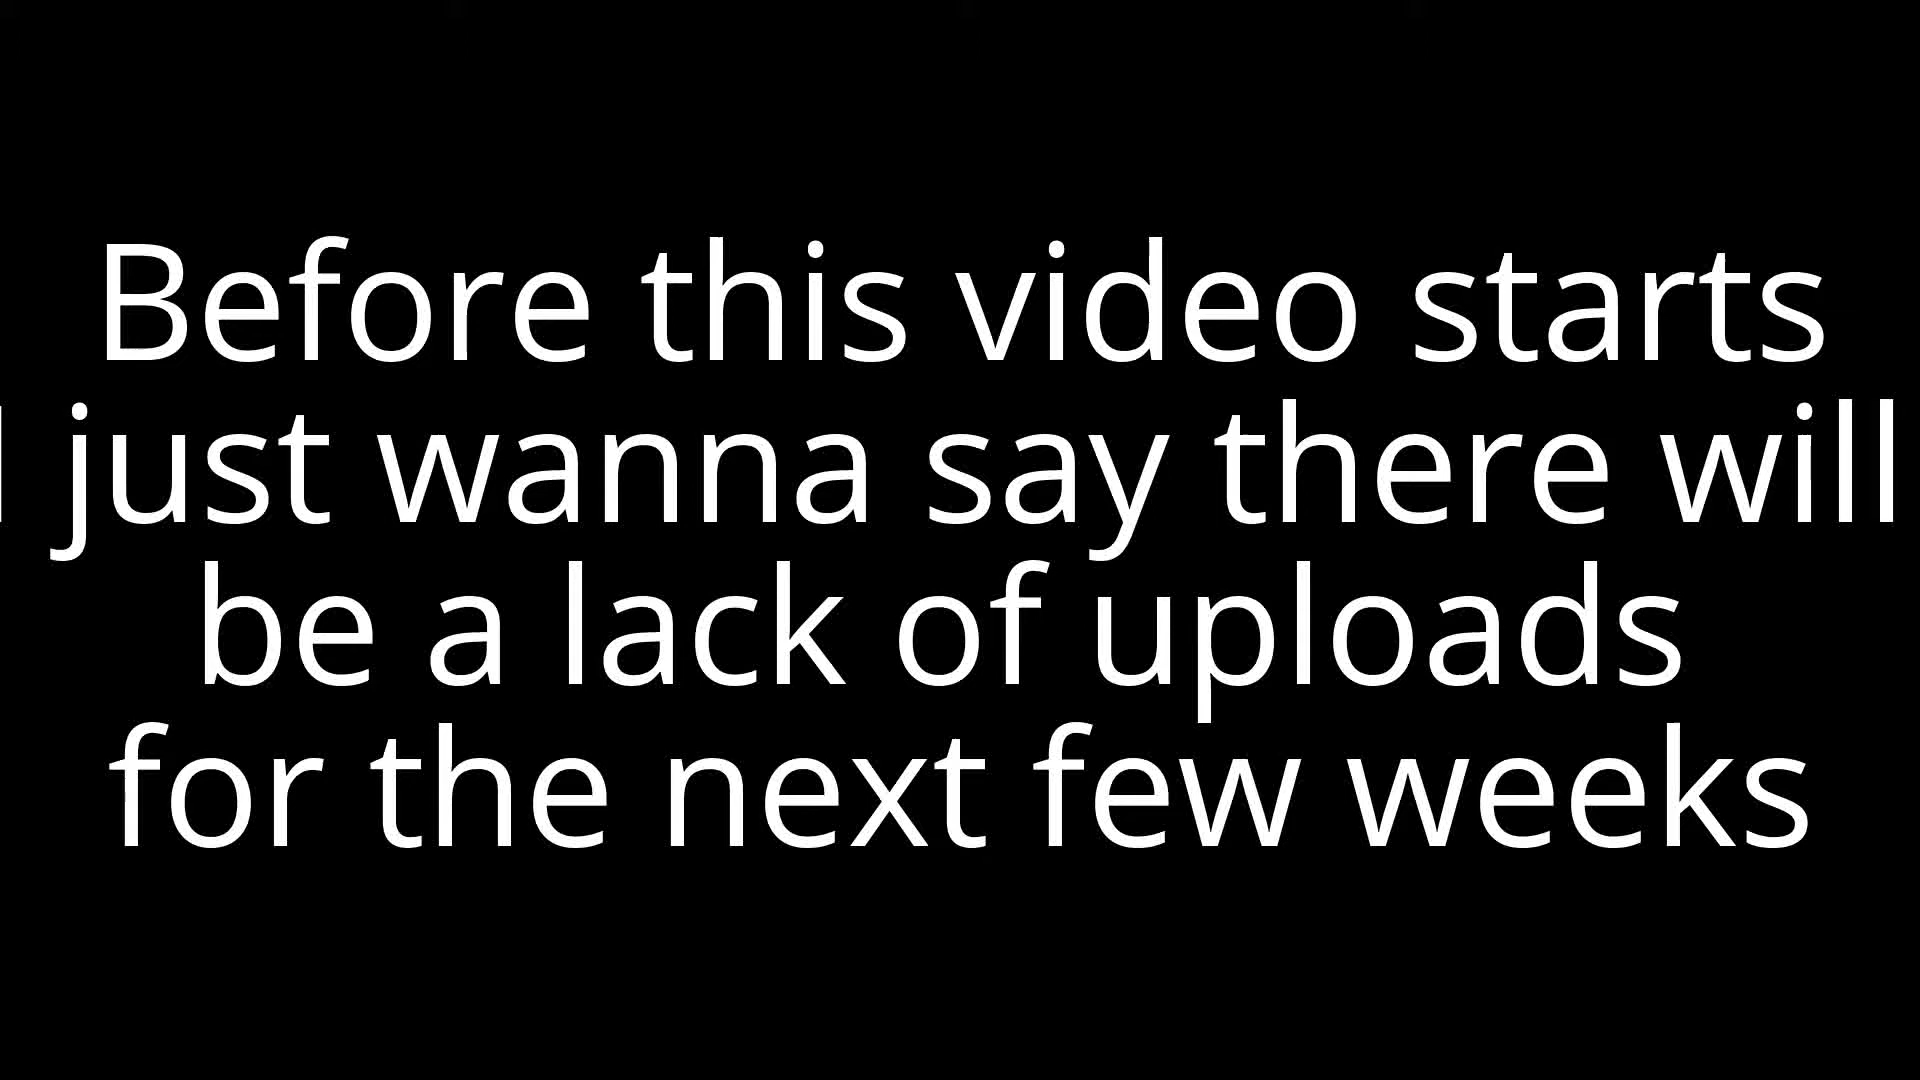 Before this video starts
I just wanna say there will
be a lack of uploads
for the next few weeks